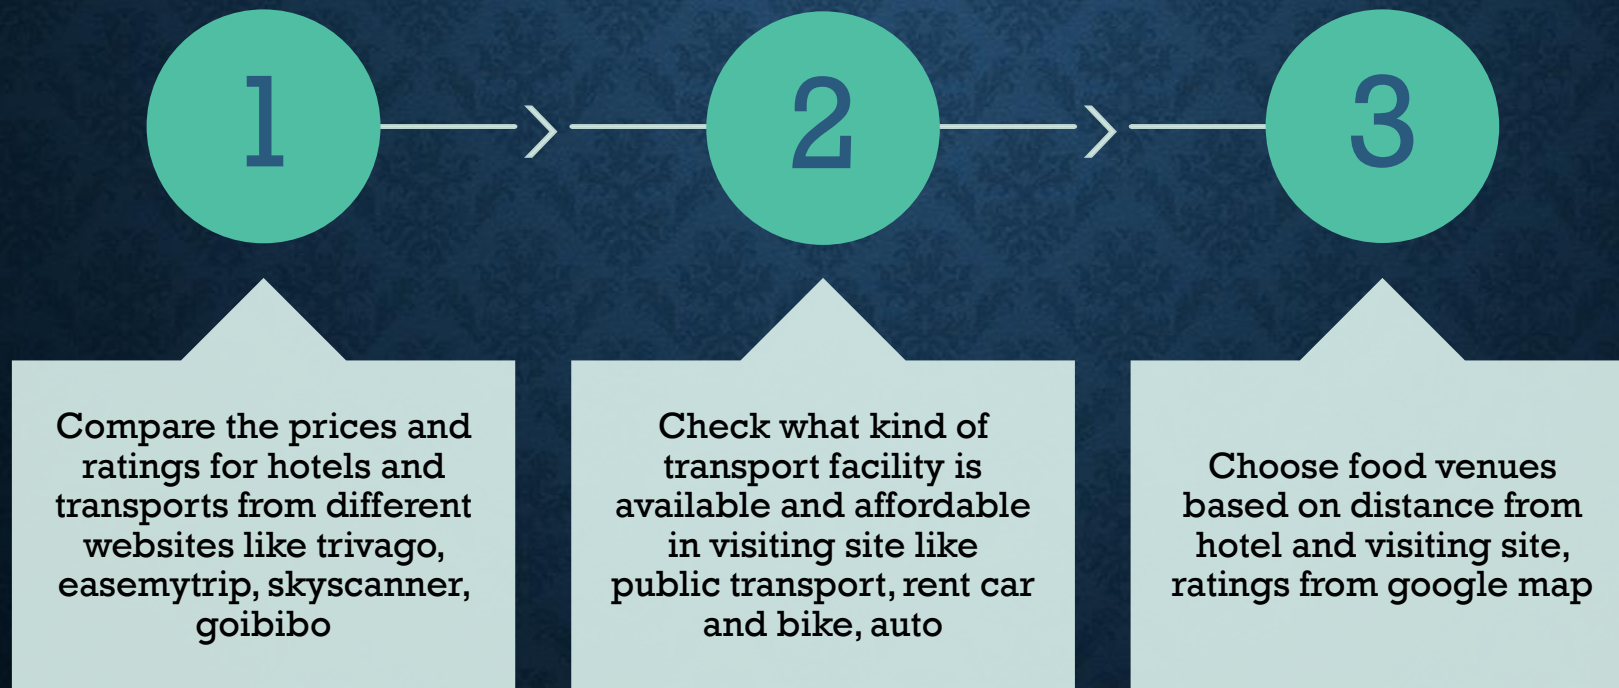 1
Compare the prices and
ratings for hotels and
transports from different
websites like trivago,
easemytrip, skyscanner,
goibibo
2
Check what kind of
transport facility is
available and affordable
in visiting site like
public transport, rent car
and bike, auto
3
Choose food venues
based on distance from
hotel and visiting site,
ratings from google map